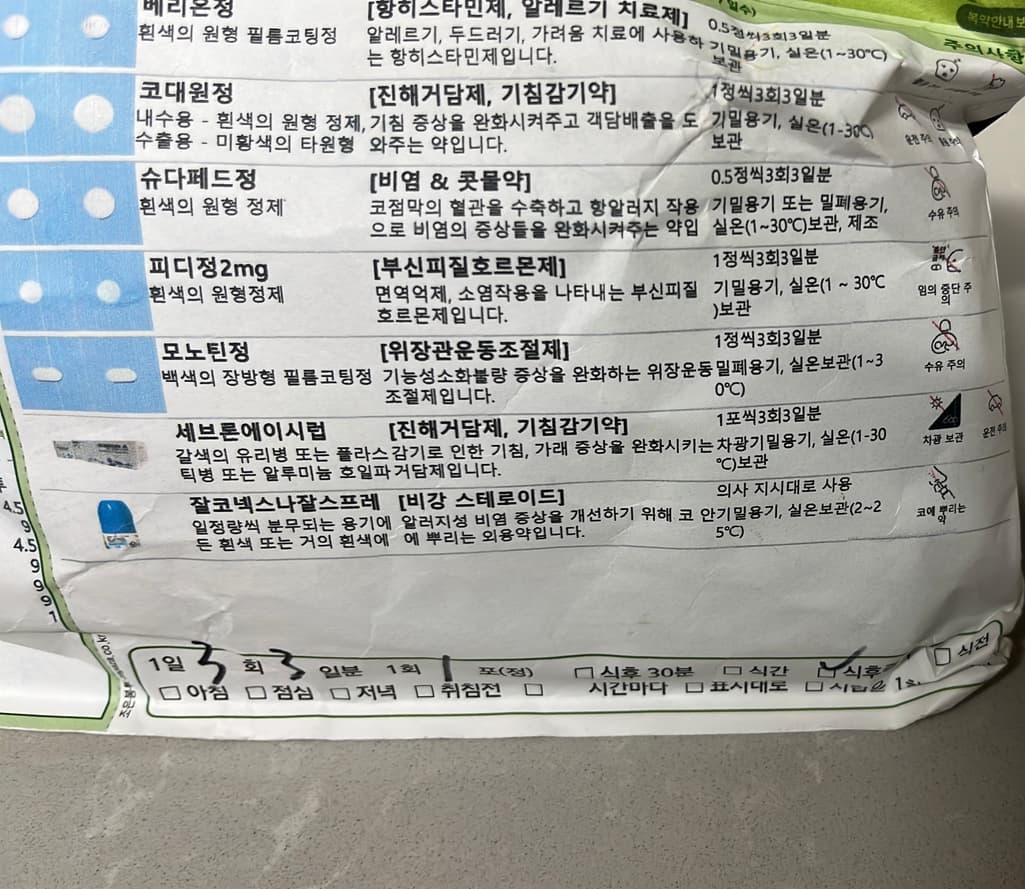 복약안내
주의사항
베리온정 [항히스타민제, 알레르기 치료제] 0.5정씩3회3일분
흰색의 원형 필름코팅정 알레르기, 두드러기, 가려움 치료에 사용하 기밀용기, 실온(1~30℃)
는 항히스타민제입니다. 보관
코대원정 [진해거담제, 기침감기약] 1정씩3회3일분
내수용 - 흰색의 원형 정제, 기침 증상을 완화시켜주고 객담배출을 도 기밀용기, 실온(1-30℃)
수출용 - 미황색의 타원형 와주는 약입니다. 보관
운전 주의
슈다페드정 [비염 & 콧물약] 0.5정씩3회3일분
흰색의 원형 정제 코점막의 혈관을 수축하고 항알러지 작용 기밀용기 또는 밀폐용기,
으로 비염의 증상들을 완화시켜주는 약입 실온(1~30℃)보관, 제조
수유 주의
피디정2mg [부신피질호르몬제] 1정씩3회3일분
흰색의 원형정제 면역억제, 소염작용을 나타내는 부신피질 기밀용기, 실온(1 ~ 30℃
호르몬제입니다. )보관
임의 중단 주
의
모노틴정 [위장관운동조절제] 1정씩3회3일분
백색의 장방형 필름코팅정 기능성소화불량 증상을 완화하는 위장운동 밀폐용기, 실온보관(1~3
조절제입니다. 0℃)
수유 주의
세브론에이시럽 [진해거담제, 기침감기약] 1포씩3회3일분
갈색의 유리병 또는 플라스 감기로 인한 기침, 가래 증상을 완화시키는 차광기밀용기, 실온(1-30
틱병 또는 알루미늄 호일파 거담제입니다. ℃)보관
차광 보관 운전 주의
잘코넥스나잘스프레 [비강 스테로이드] 의사 지시대로 사용
일정량씩 분무되는 용기에 알러지성 비염 증상을 개선하기 위해 코 안 기밀용기, 실온보관(2~2
든 흰색 또는 거의 흰색에 에 뿌리는 외용약입니다. 5℃)
코에 뿌리는
약
4.5
9
4.5
9
9
9
1
1일 3 회 3 일분 1회 1 포(정) □ 식후 30분 □ 식간 ☑ 식후 □ 식전
□ 아침 □ 점심 □ 저녁 □ 취침전 □ 시간마다 □ 표시대로 □